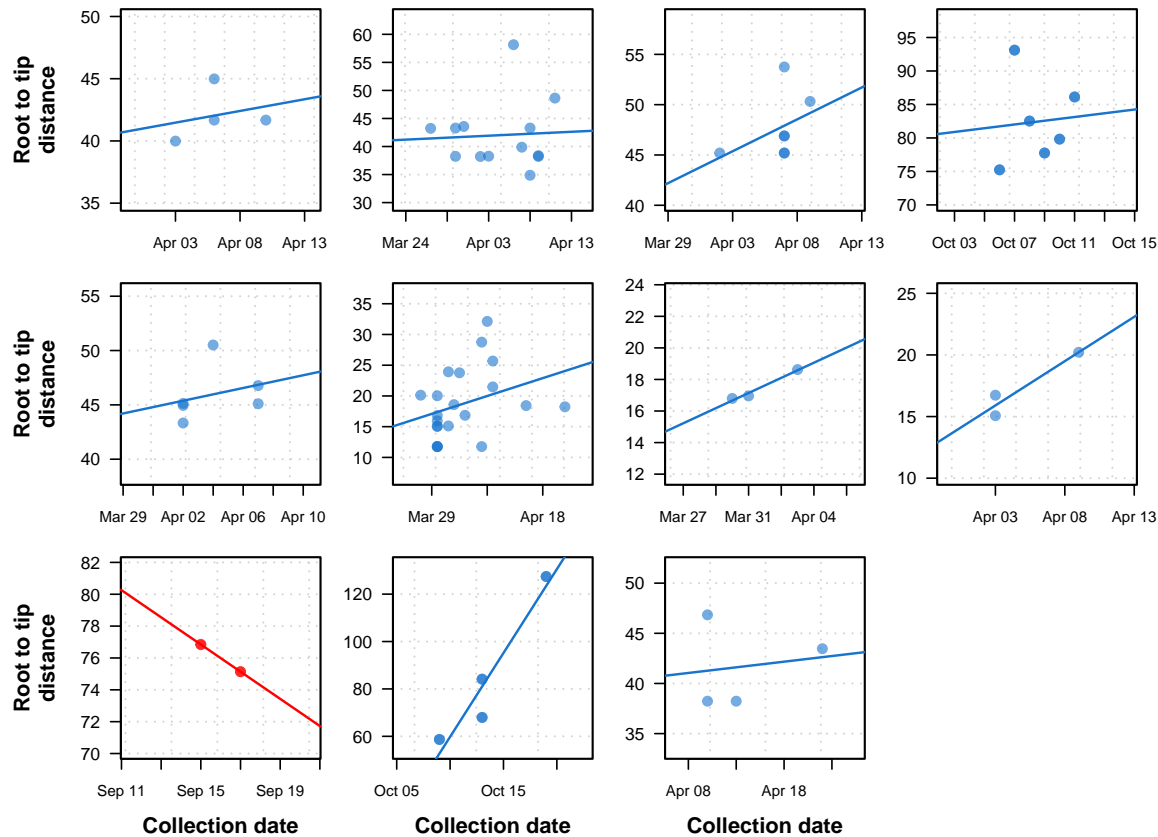 Root to tip
distance
50
45
40
35
Apr 03 Apr 08 Apr 13
60
55
50
45
40
35
30
Mar 24 Apr 03 Apr 13
55
50
45
40
Mar 29 Apr 03 Apr 08 Apr 13
95
90
85
80
75
70
Oct 03 Oct 07 Oct 11 Oct 15
Root to tip
distance
55
50
45
40
Mar 29 Apr 02 Apr 06 Apr 10
35
30
25
20
15
10
Mar 29 Apr 18
24
22
20
18
16
14
12
Mar 27 Mar 31 Apr 04
25
20
15
10
Apr 03 Apr 08 Apr 13
Root to tip
distance
82
80
78
76
74
72
70
Sep 11 Sep 15 Sep 19
Collection date
120
100
80
60
Oct 05 Oct 15
Collection date
50
45
40
35
Apr 08 Apr 18
Collection date